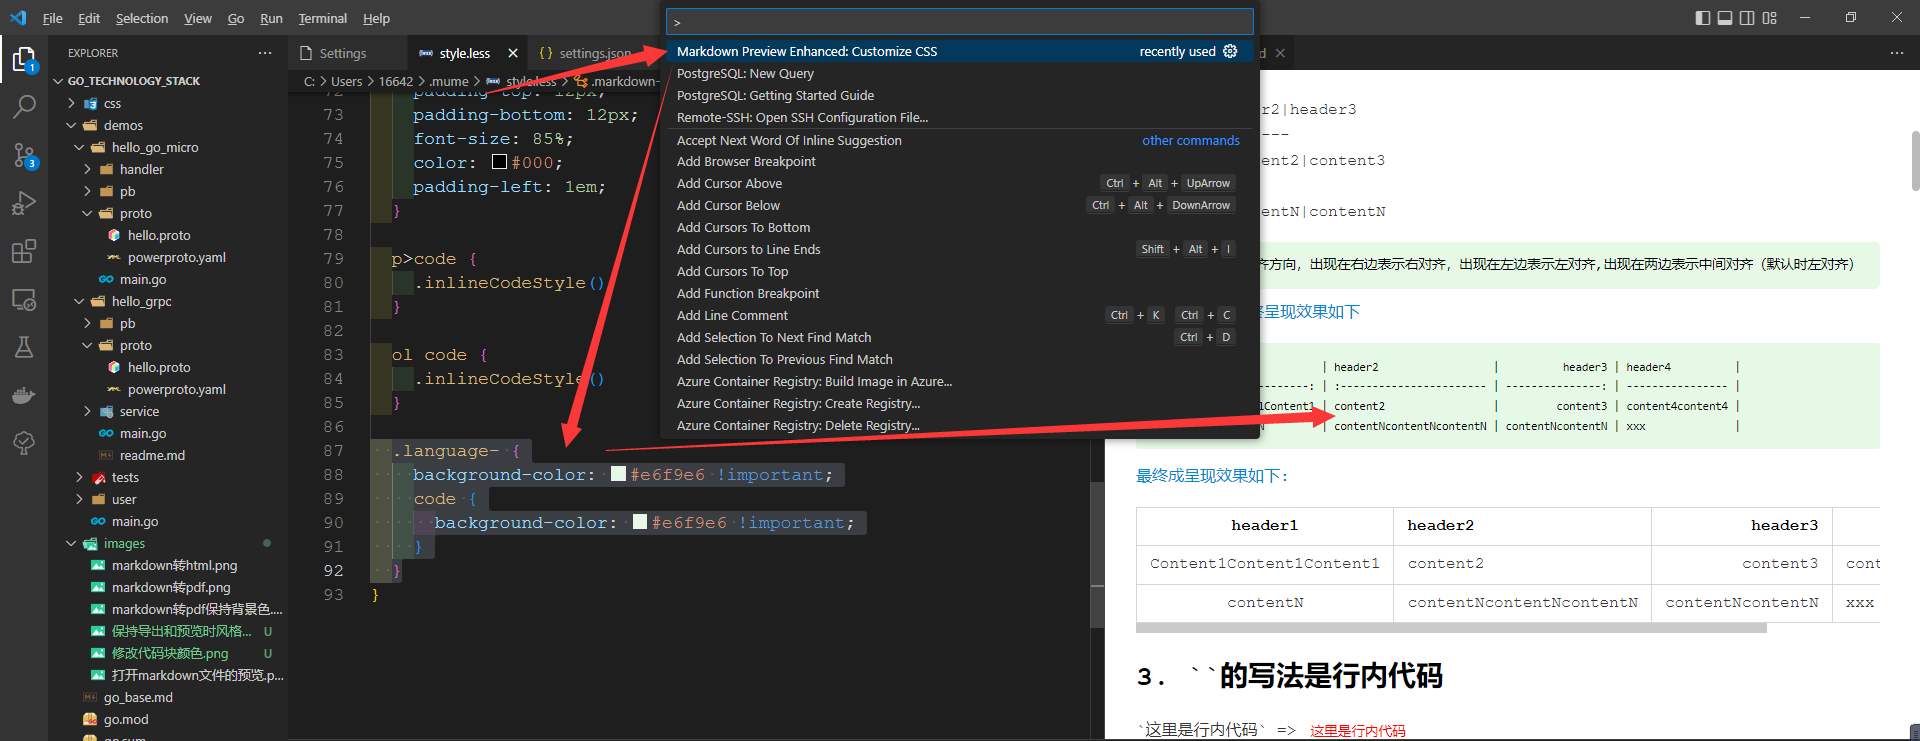 File Edit Selection View Go Run Terminal Help
>
EXPLORER ···
GO_TECHNOLOGY_STACK
css
demos
hello_go_micro
handler
pb
proto
hello.proto
powerproto.yaml
main.go
hello_grpc
pb
proto
hello.proto
powerproto.yaml
service
main.go
readme.md
tests
user
main.go
images
markdown转html.png
markdown转pdf.png
markdown转pdf保持背景色....
保持导出和预览时风格... U
修改代码块颜色.png U
打开markdown文件的预览.p...
go_base.md
go.mod
go.sum
1
3
Settings style.less settings.json
C: > Users > 16642 > .mume > style.less > .markdown-
72 padding-top: 12px;
73 padding-bottom: 12px;
74 font-size: 85%;
75 color: #000;
76 padding-left: 1em;
77 }
78
79 p>code {
80 .inlineCodeStyle()
81 }
82
83 ol code {
84 .inlineCodeStyle()
85 }
86
87 .language- {
88 background-color: #e6f9e6 !important;
89 code {
90 background-color: #e6f9e6 !important;
91 }
92 }
93 }
Markdown Preview Enhanced: Customize CSS recently used
PostgreSQL: New Query
PostgreSQL: Getting Started Guide
Remote-SSH: Open SSH Configuration File...
Accept Next Word Of Inline Suggestion other commands
Add Browser Breakpoint
Add Cursor Above Ctrl + Alt + UpArrow
Add Cursor Below Ctrl + Alt + DownArrow
Add Cursors To Bottom
Add Cursors to Line Ends Shift + Alt + I
Add Cursors To Top
Add Function Breakpoint
Add Line Comment Ctrl + K Ctrl + C
Add Selection To Next Find Match Ctrl + D
Add Selection To Previous Find Match
Azure Container Registry: Build Image in Azure...
Azure Container Registry: Create Registry...
Azure Container Registry: Delete Registry...
d
r2|header3
---
ent2|content3
entN|contentN
齐方向，出现在右边表示右对齐，出现在左边表示左对齐,出现在两边表示中间对齐（默认时左对齐）
终呈现效果如下
| header2 | header3 | header4 |
---------: | :---------------------- | --------------: | ---------------- |
1Content1 | content2 | content3 | content4content4 |
N | contentNcontentNcontentN | contentNcontentN | xxx |
最终成呈现效果如下：
header1 header2 header3
Content1Content1Content1 content2 content3 cont
contentN contentNcontentNcontentN contentNcontentN xxx
3. ``的写法是行内代码
`这里是行内代码` => 这里是行内代码